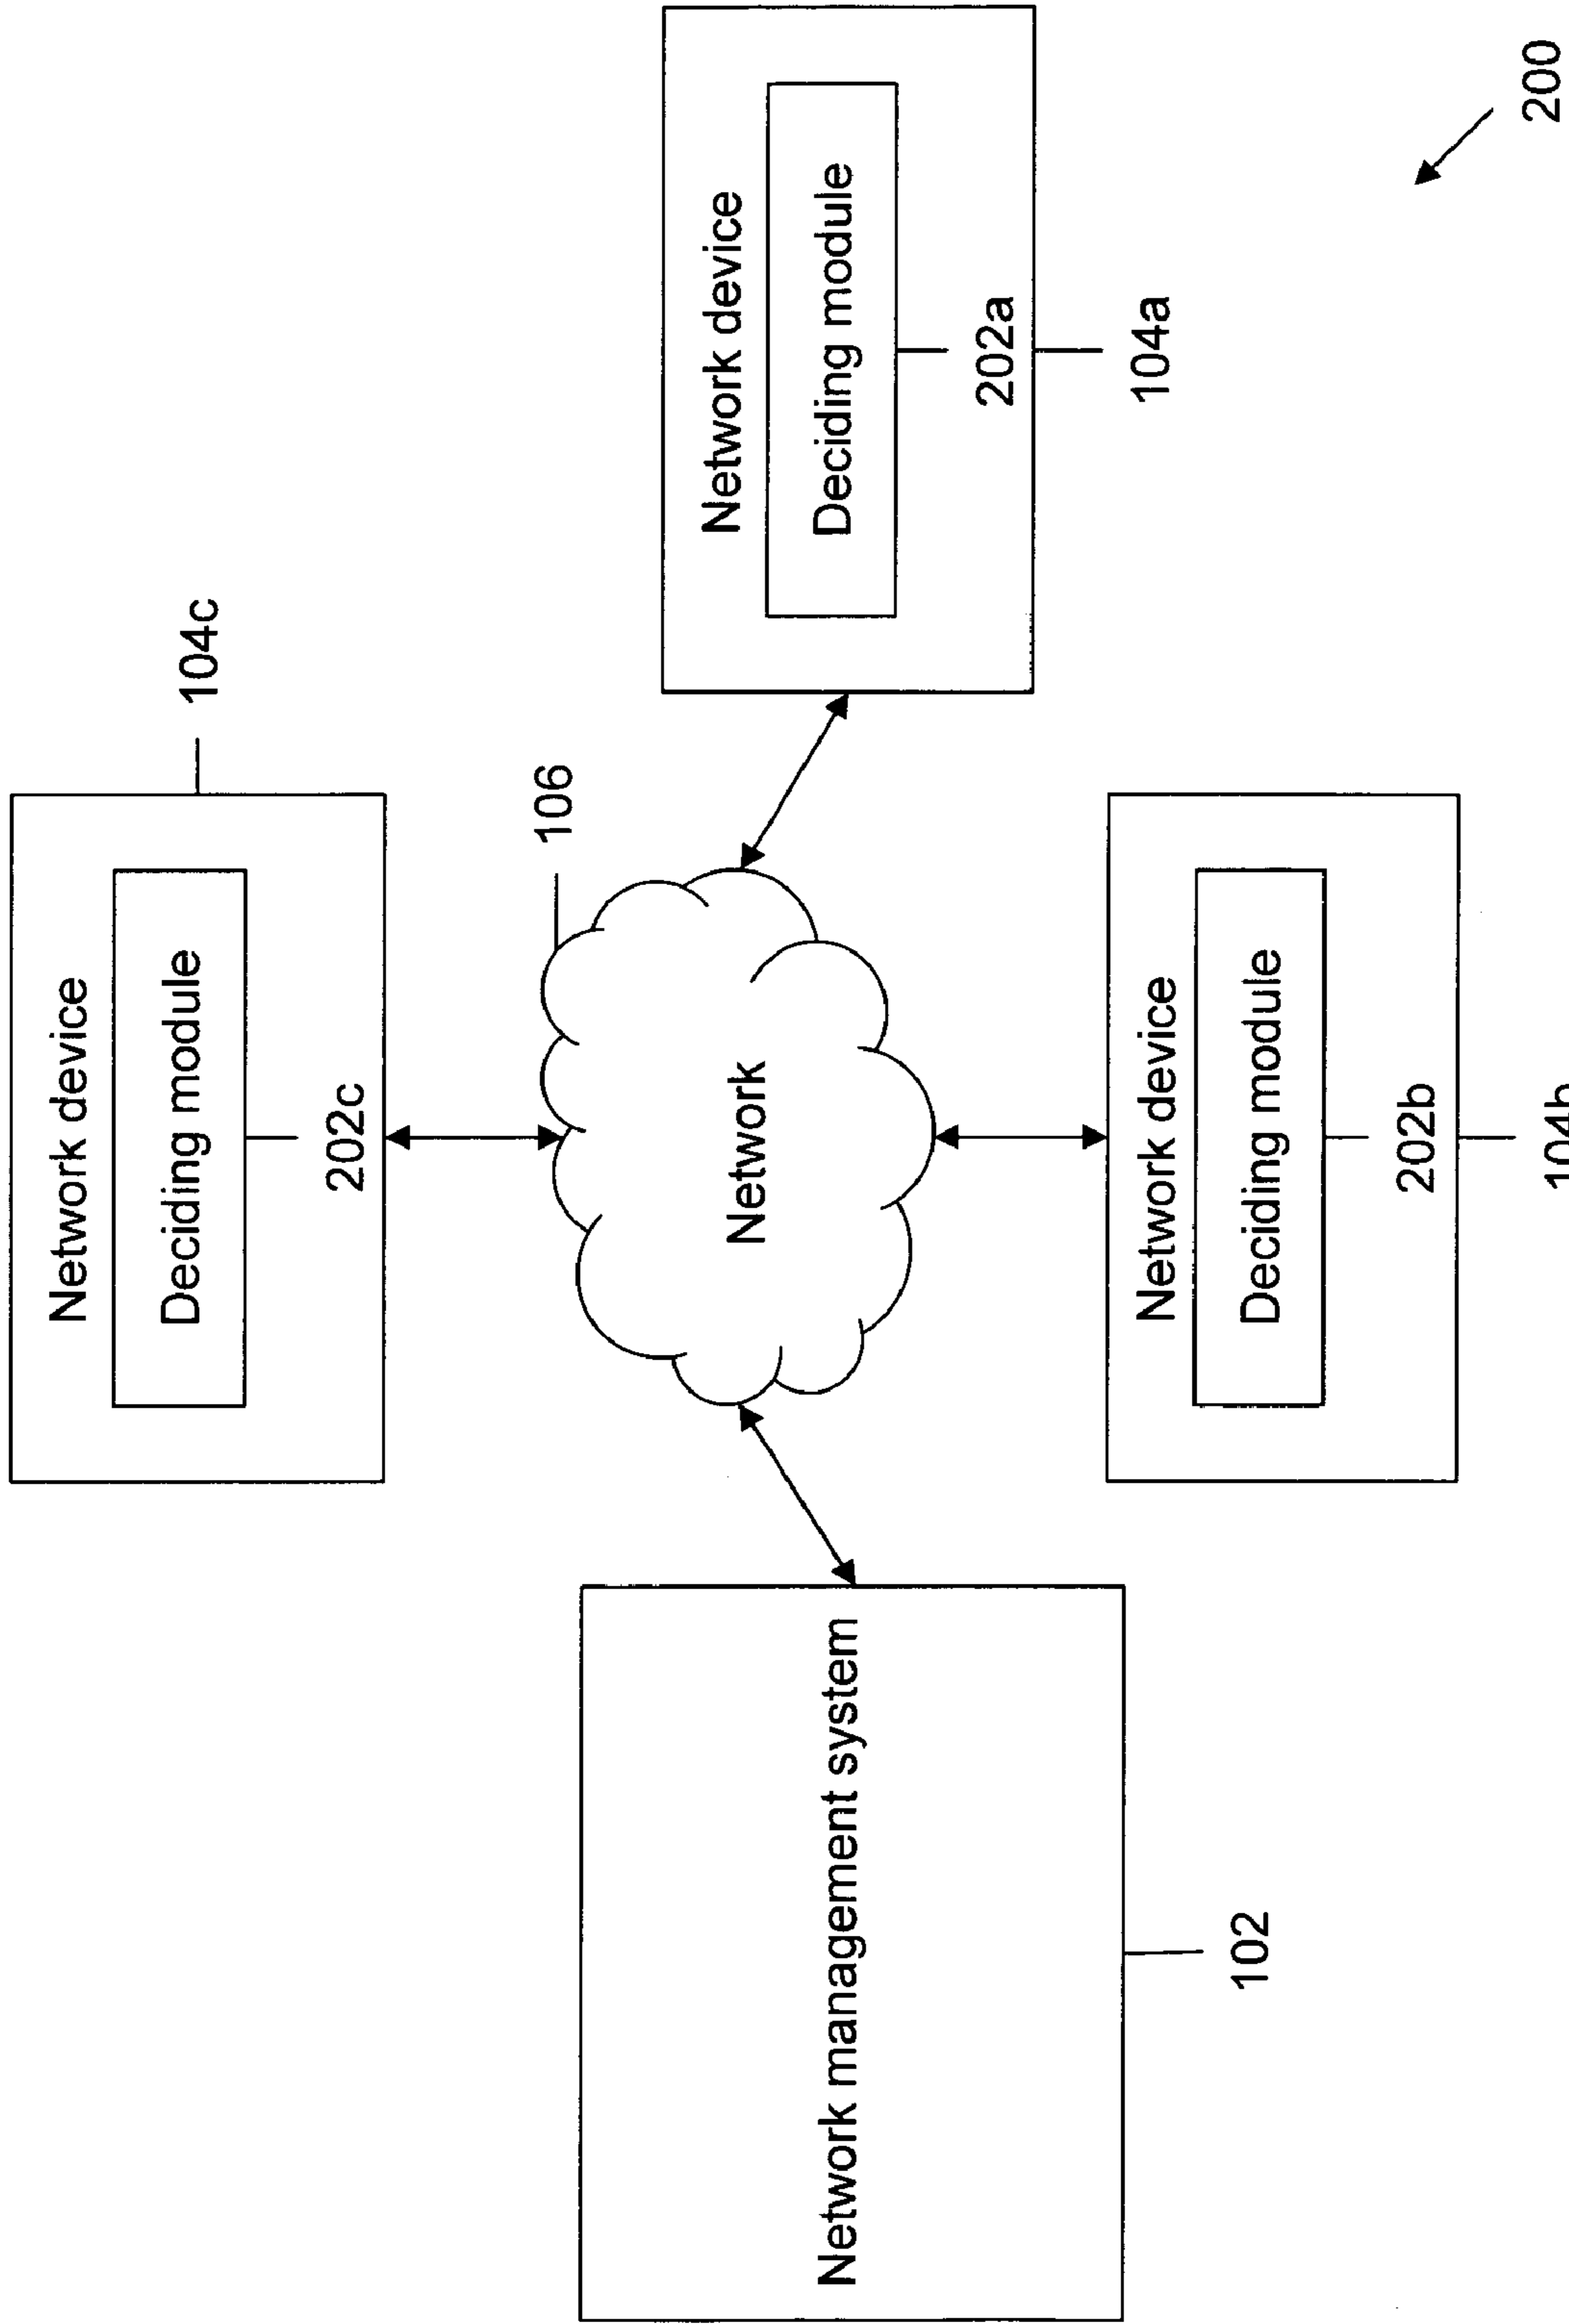 Network device
Deciding module
202c
104c
106
Network
Network management system
102
Network device
Deciding module
202a
104a
Network device
Deciding module
202b
104b
200